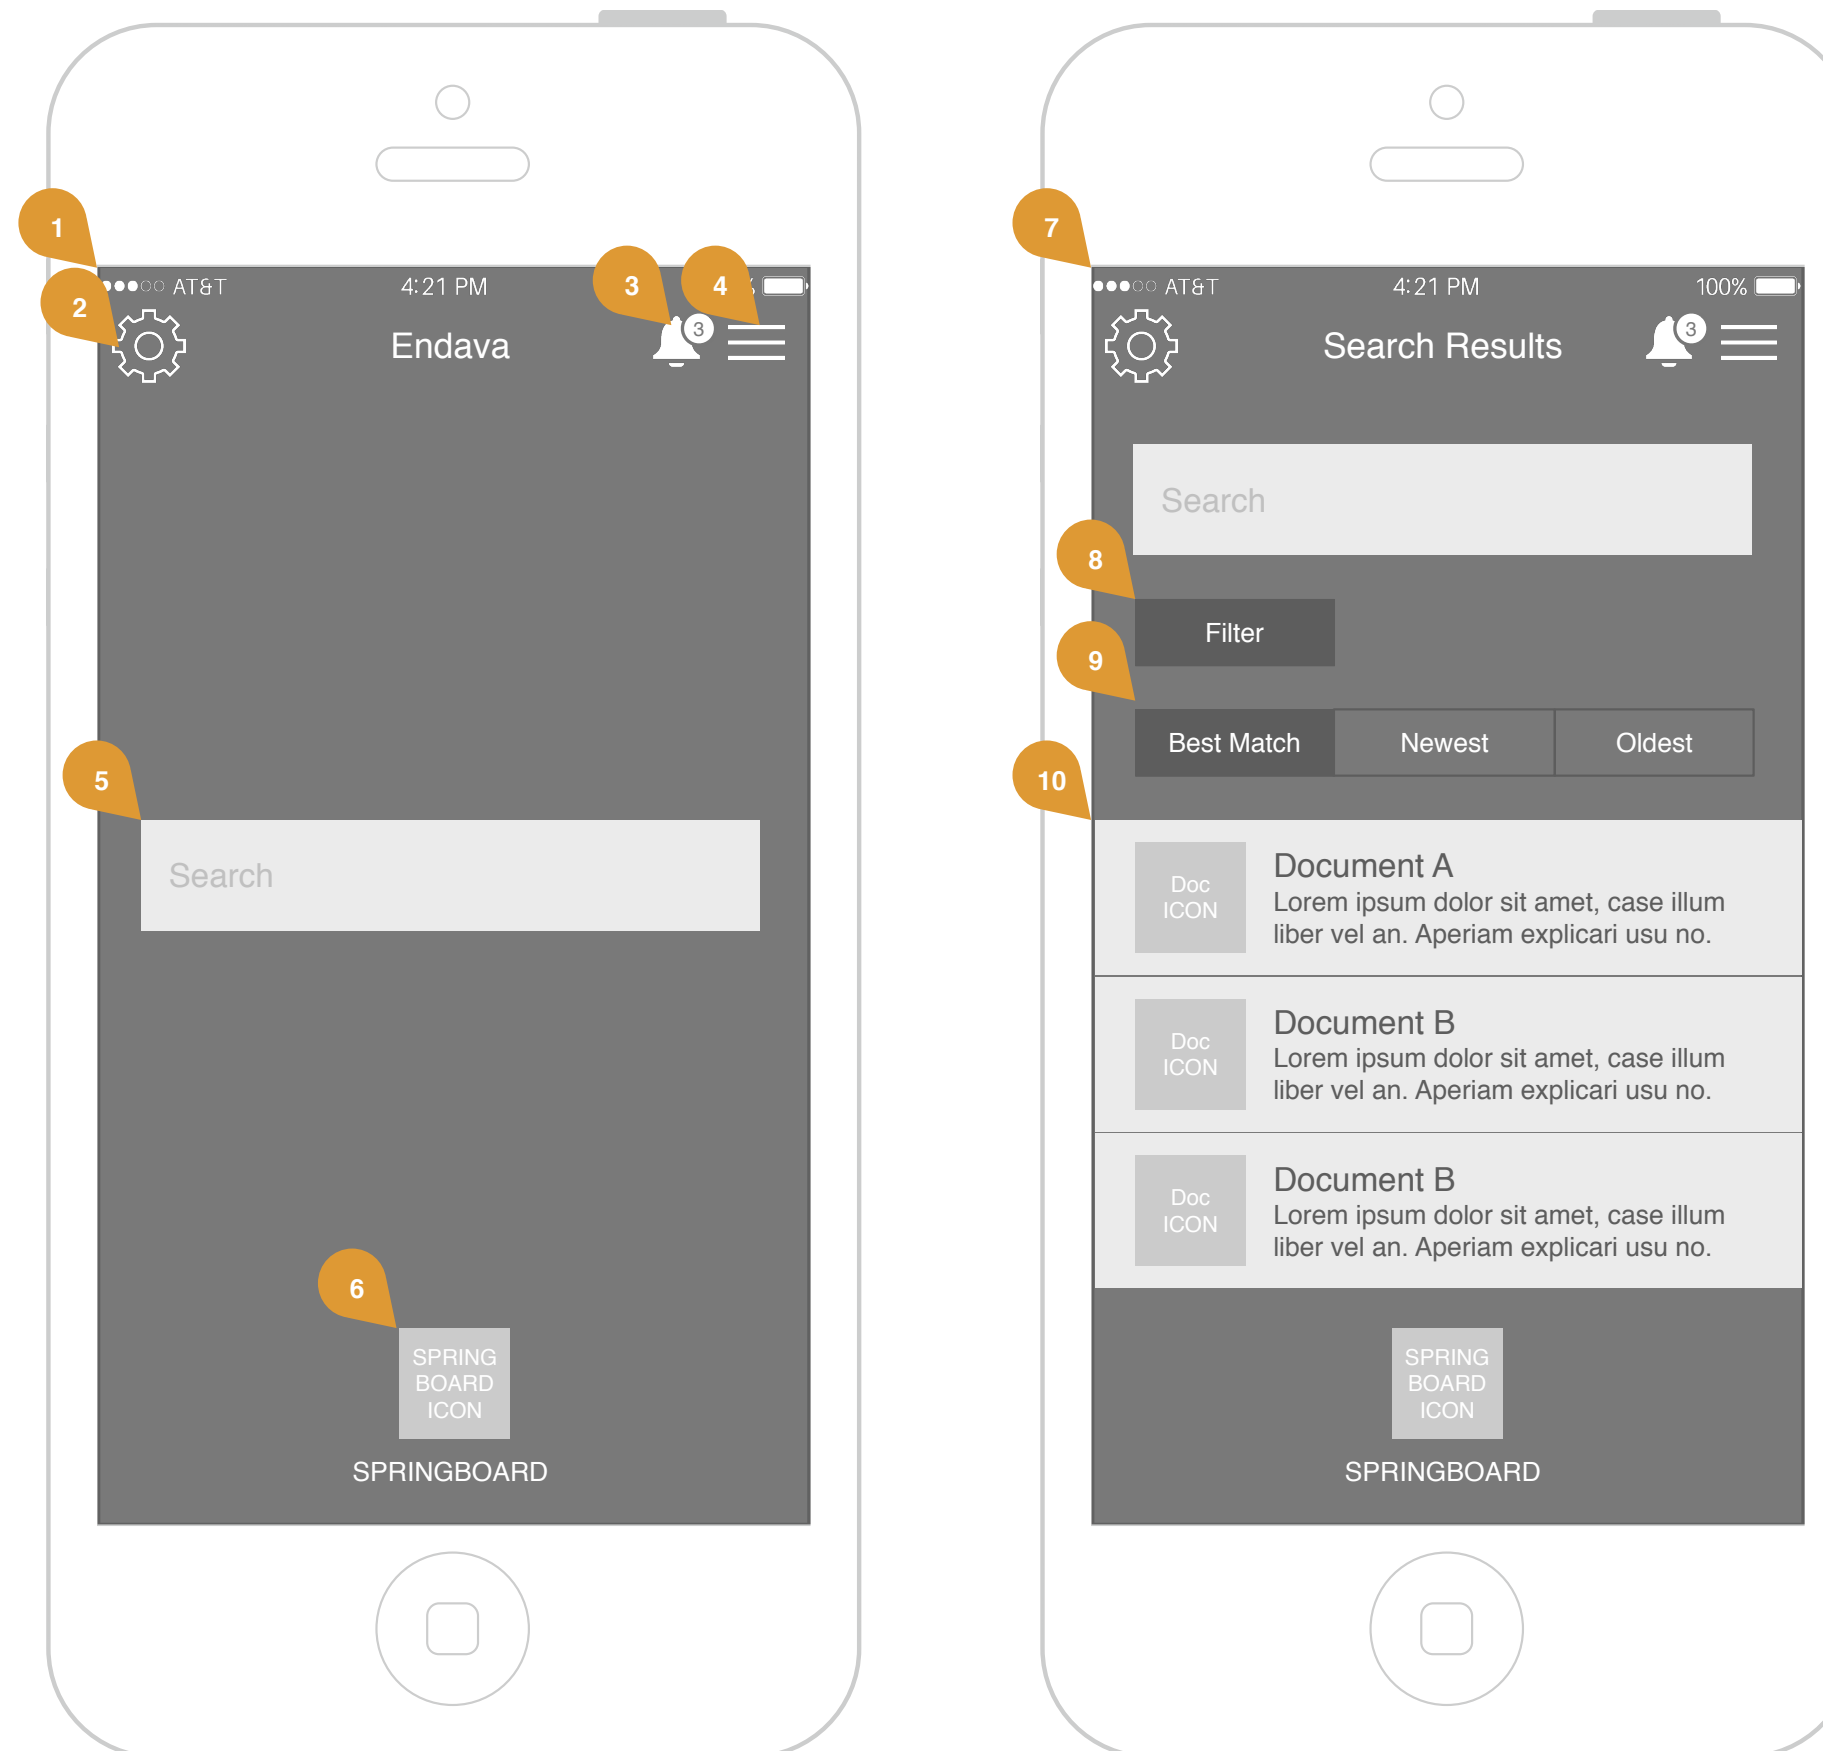 1
AT&T 4:21 PM %
2
3
4
3
Endava
5
Search
6
SPRING
BOARD
ICON
SPRINGBOARD
7
AT&T 4:21 PM 100%
Search Results 3
Search
8
Filter
9
Best Match Newest Oldest
10
Doc
ICON
Document A
Lorem ipsum dolor sit amet, case illum
liber vel an. Aperiam explicari usu no.
Doc
ICON
Document B
Lorem ipsum dolor sit amet, case illum
liber vel an. Aperiam explicari usu no.
Doc
ICON
Document B
Lorem ipsum dolor sit amet, case illum
liber vel an. Aperiam explicari usu no.
SPRING
BOARD
ICON
SPRINGBOARD